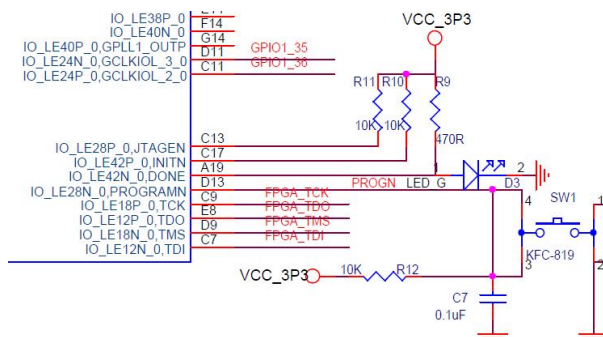 IO_LE38P_0
IO_LE40N_0 F14
IO_LE40P_0,GPLL1_OUTP G14
IO_LE24N_0,GCLKIOL_3_0 D11 GPIO1_35
IO_LE24P_0,GCLKIOL_2_0 C11 GPIO1_36
VCC_3P3
R11 R10 R9
10K 10K 470R
IO_LE28P_0,JTAGEN C13
IO_LE42P_0,INITN C17
IO_LE42N_0,DONE A19 1 2
IO_LE28N_0,PROGRAMN D13 PROGN LED_G D3
IO_LE18P_0,TCK C9 FPGA_TCK
IO_LE12P_0,TDO E8 FPGA_TDO
IO_LE18N_0,TMS D9 FPGA_TMS
IO_LE12N_0,TDI C7 FPGA_TDI
4 SW1 1
3 KFC-819 2
VCC_3P3 10K R12
C7
0.1uF